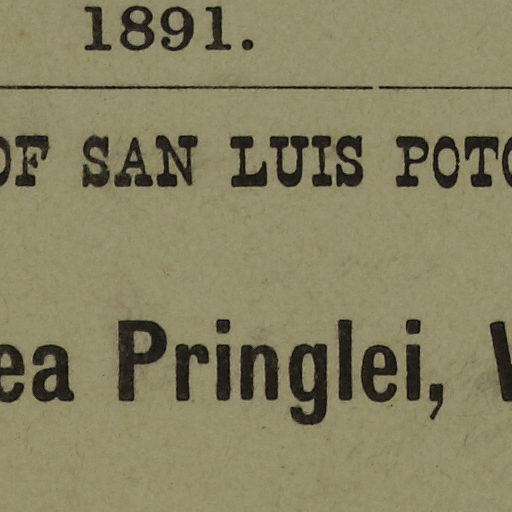 1891.
OF SAN LUIS POTO
ea Pringlei,